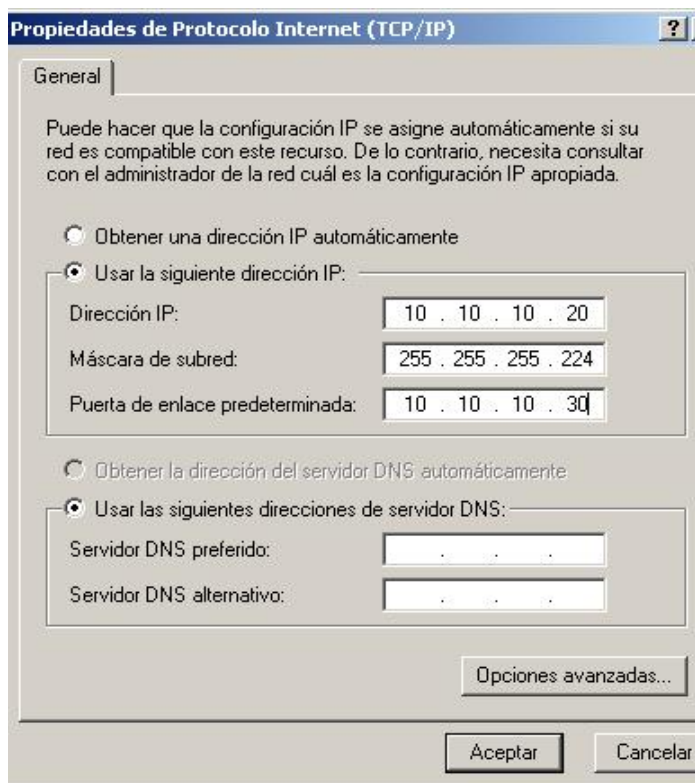 Propiedades de Protocolo Internet (TCP/IP)
?
General
Puede hacer que la configuración IP se asigne automáticamente si su
red es compatible con este recurso. De lo contrario, necesita consultar
con el administrador de la red cuál es la configuración IP apropiada.
Obtener una dirección IP automáticamente
Usar la siguiente dirección IP:
Dirección IP: 10 . 10 . 10 . 20
Máscara de subred: 255 . 255 . 255 . 224
Puerta de enlace predeterminada: 10 . 10 . 10 . 30
Obtener la dirección del servidor DNS automáticamente
Usar las siguientes direcciones de servidor DNS:
Servidor DNS preferido: . . .
Servidor DNS alternativo: . . .
Opciones avanzadas...
Aceptar Cancelar